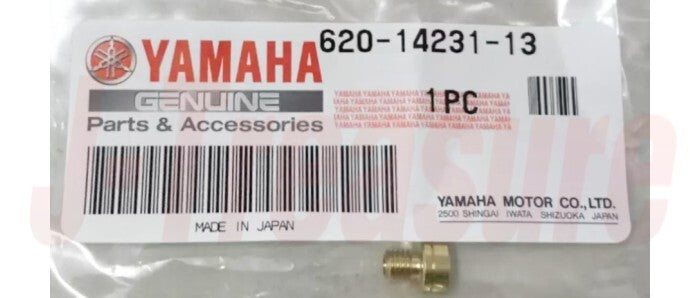 YAMAHA
GENUINE
Parts & Accessories
620-14231-13
1PC
MADE IN JAPAN
YAMAHA MOTOR CO.,LTD.
2500 SHINGAI IWATA SHIZUOKA JAPAN